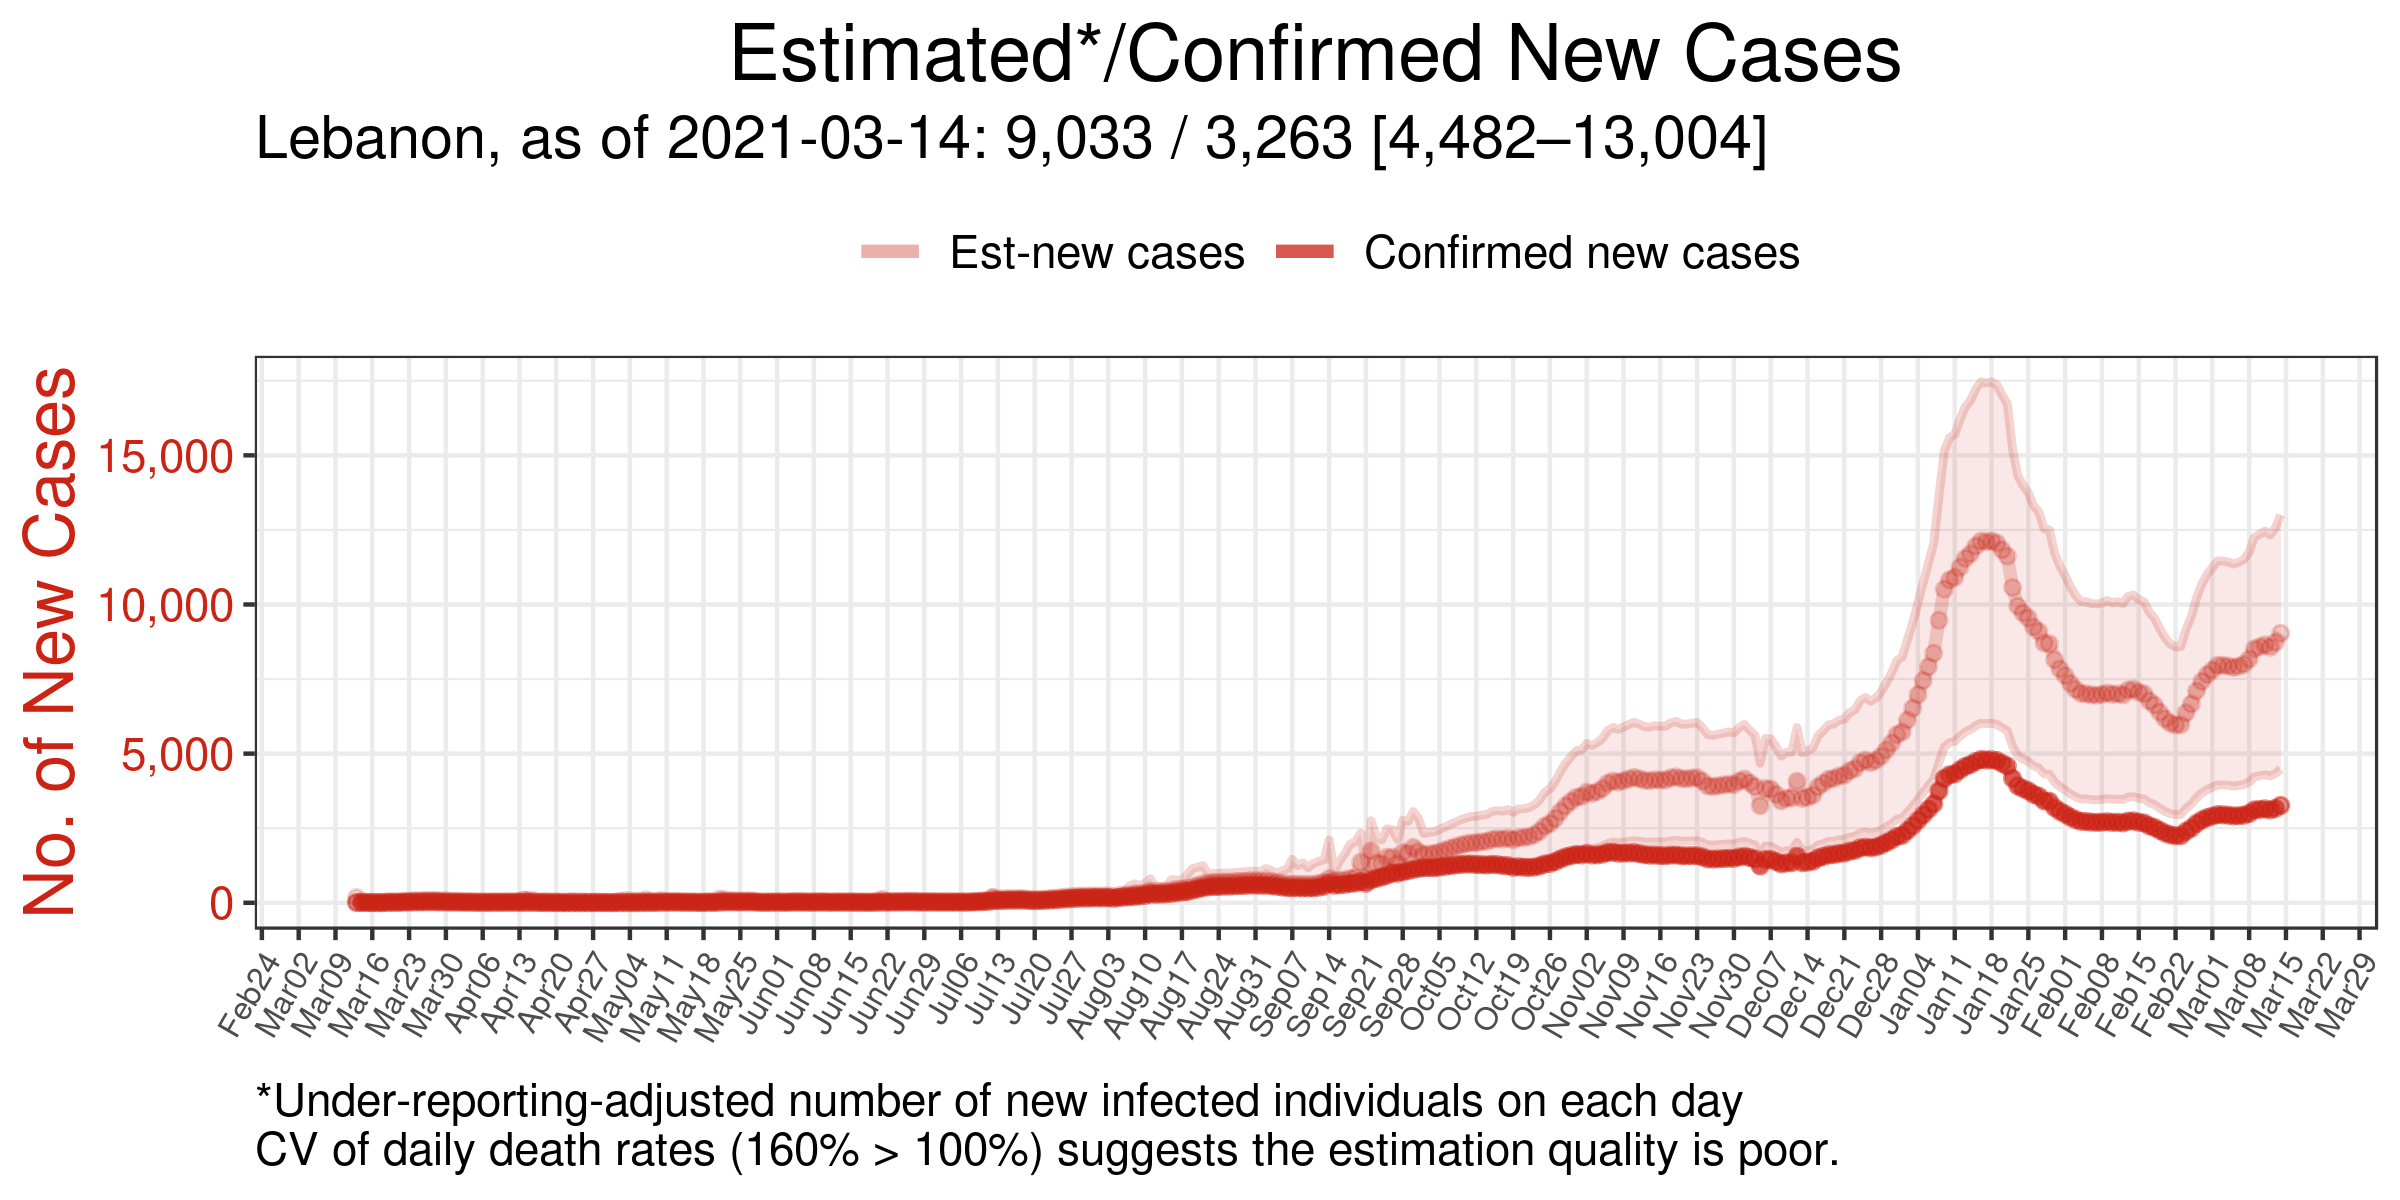 Estimated*/Confirmed New Cases
Lebanon, as of 2021-03-14: 9,033 / 3,263 [4,482–13,004]
Est-new cases
Confirmed new cases
No. of New Cases
15,000
10,000
5,000
0
Feb24
Mar02
Mar09
Mar16
Mar23
Mar30
Apr06
Apr13
Apr20
Apr27
May04
May11
May18
May25
Jun01
Jun08
Jun15
Jun22
Jun29
Jul06
Jul13
Jul20
Jul27
Aug03
Aug10
Aug17
Aug24
Aug31
Sep07
Sep14
Sep21
Sep28
Oct05
Oct12
Oct19
Oct26
Nov02
Nov09
Nov16
Nov23
Nov30
Dec07
Dec14
Dec21
Dec28
Jan04
Jan11
Jan18
Jan25
Feb01
Feb08
Feb15
Feb22
Mar01
Mar08
Mar15
Mar22
Mar29
*Under-reporting-adjusted number of new infected individuals on each day
CV of daily death rates (160% > 100%) suggests the estimation quality is poor.